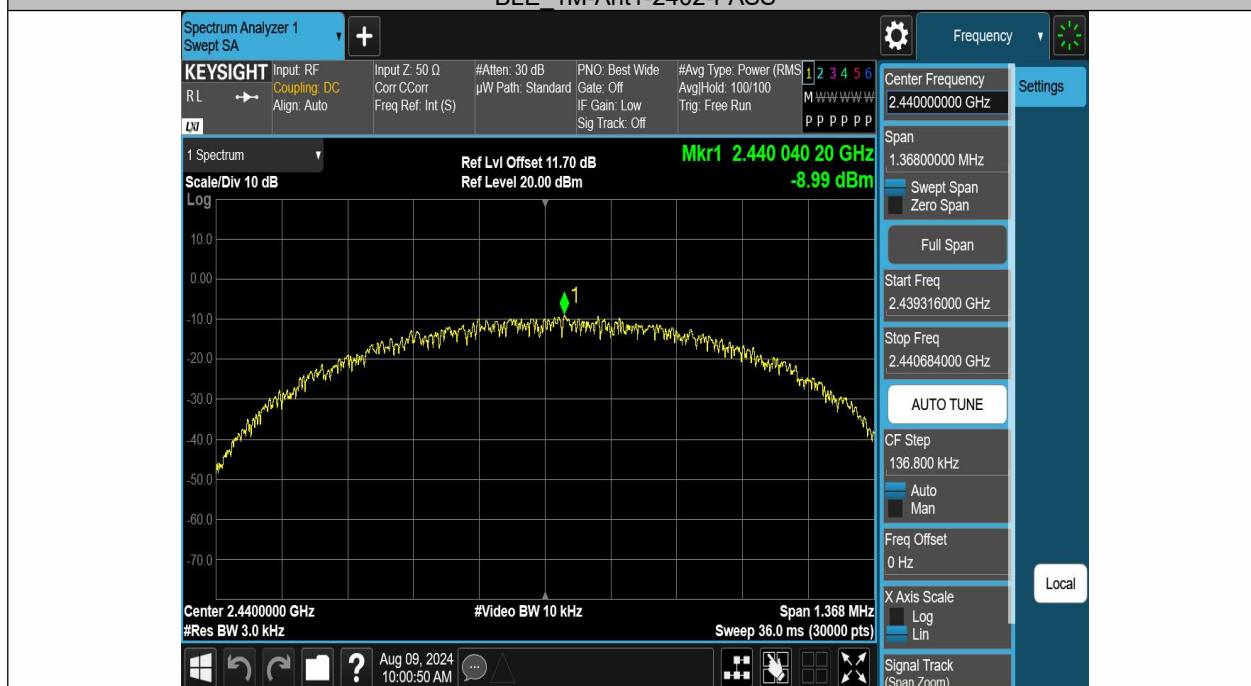 BLE_1M-Ant1-2402-PASS
Spectrum Analyzer 1
Swept SA
+
Frequency
KEYSIGHT
RL
LXI
Input: RF
Coupling: DC
Align: Auto
Input Z: 50 Ω
Corr CCorr
Freq Ref: Int (S)
#Atten: 30 dB
µW Path: Standard
PNO: Best Wide
Gate: Off
IF Gain: Low
Sig Track: Off
#Avg Type: Power (RMS
Avg|Hold: 100/100
Trig: Free Run
1 2 3 4 5 6
M W W W W W
P P P P P P
1 Spectrum
Scale/Div 10 dB
Log
Ref Lvl Offset 11.70 dB
Ref Level 20.00 dBm
Mkr1 2.440 040 20 GHz
-8.99 dBm
10.0
0.00
-10.0
-20.0
-30.0
-40.0
-50.0
-60.0
-70.0
1
Center 2.4400000 GHz
#Res BW 3.0 kHz
#Video BW 10 kHz
Span 1.368 MHz
Sweep 36.0 ms (30000 pts)
?
Aug 09, 2024
10:00:50 AM
Center Frequency
2.440000000 GHz
Span
1.36800000 MHz
Swept Span
Zero Span
Full Span
Start Freq
2.439316000 GHz
Stop Freq
2.440684000 GHz
AUTO TUNE
CF Step
136.800 kHz
Auto
Man
Freq Offset
0 Hz
X Axis Scale
Log
Lin
Signal Track
(Span Zoom)
Settings
Local